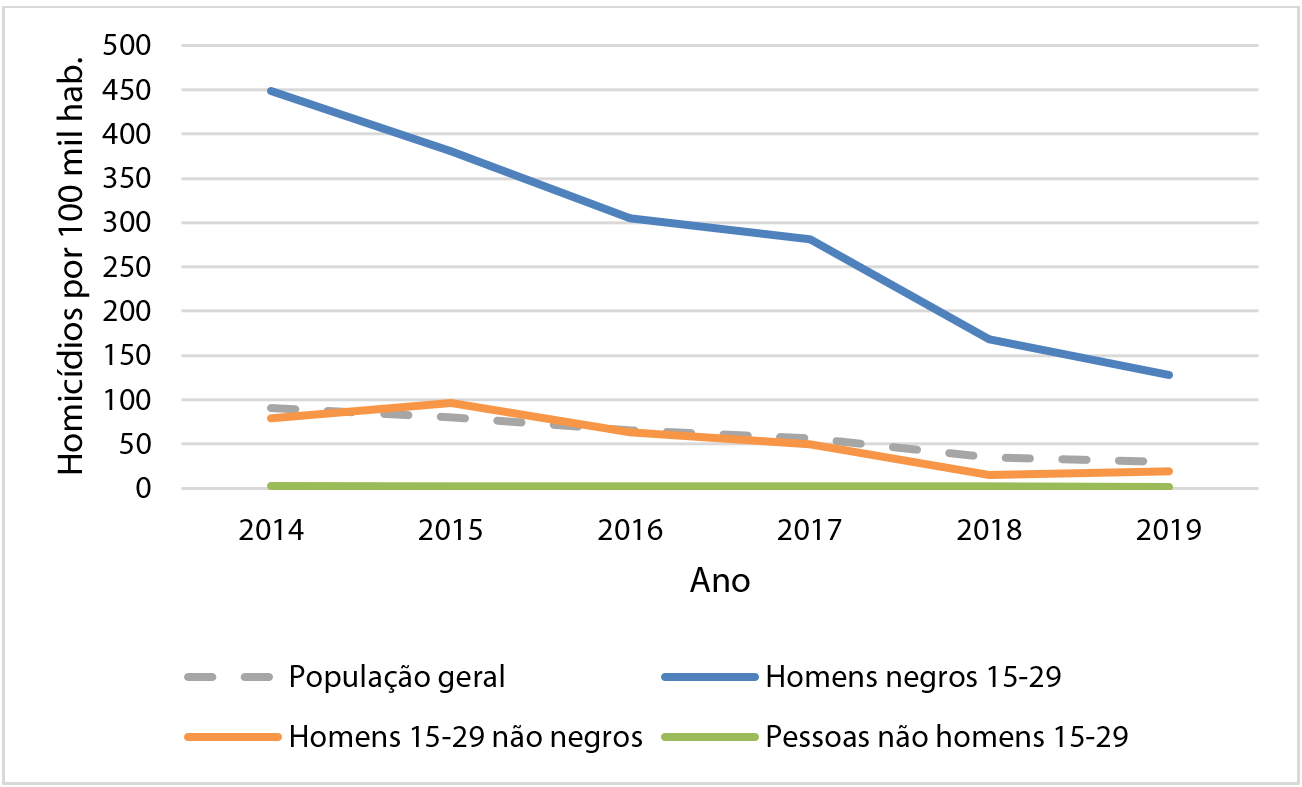 Homicídios por 100 mil hab.
500
450
400
350
300
250
200
150
100
50
0
2014 2015 2016 2017 2018 2019
Ano
População geral
Homens negros 15-29
Homens 15-29 não negros
Pessoas não homens 15-29